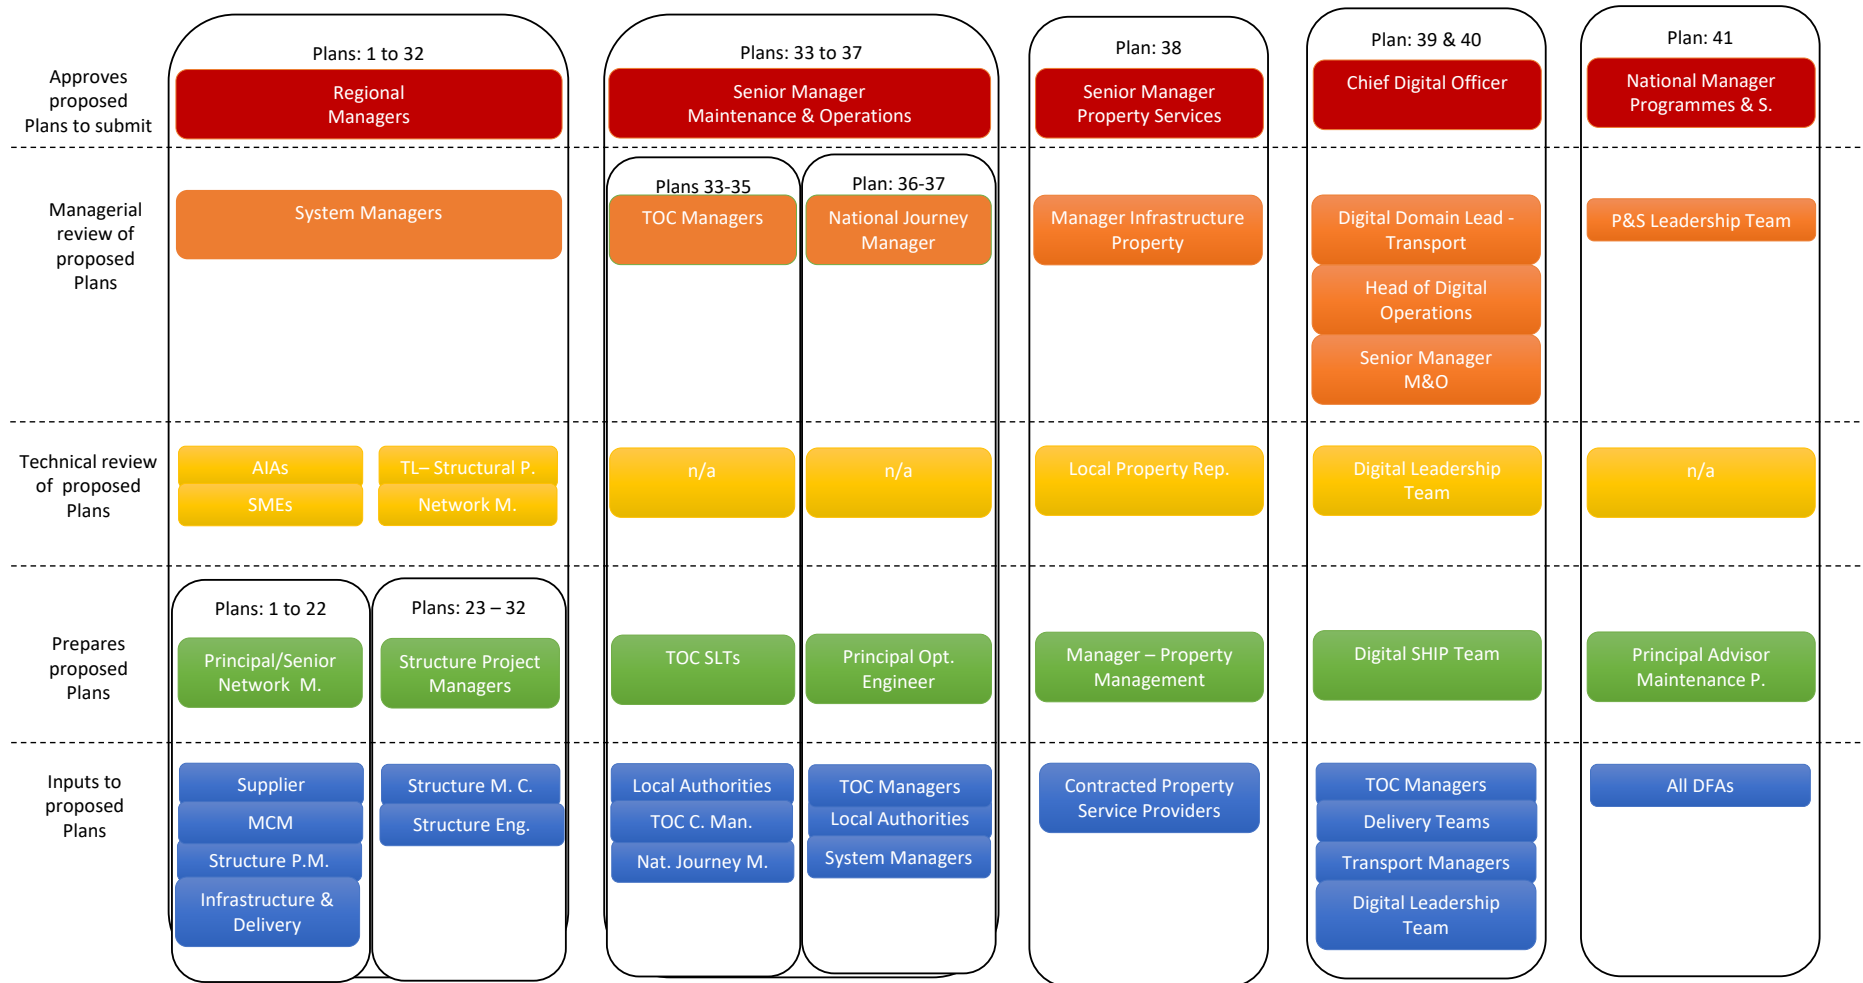 Plans: 1 to 32
Plans: 33 to 37
Plan: 38
Plan: 39 & 40
Plan: 41
Approves
proposed
Plans to submit
Regional
Managers
Senior Manager
Maintenance & Operations
Senior Manager
Property Services
Chief Digital Officer
National Manager
Programmes & S.
Managerial
review of
proposed
Plans
System Managers
Plans 33-35
TOC Managers
Plan: 36-37
National Journey
Manager
Manager Infrastructure
Property
Digital Domain Lead -
Transport
Head of Digital
Operations
Senior Manager
M&O
P&S Leadership Team
Technical review
of  proposed
Plans
AIAs
SMEs
TL– Structural P.
Network M.
n/a
n/a
Local Property Rep.
Digital Leadership
Team
n/a
Prepares
proposed
Plans
Plans: 1 to 22
Principal/Senior
Network  M.
Plans: 23 – 32
Structure Project
Managers
TOC SLTs
Principal Opt.
Engineer
Manager – Property
Management
Digital SHIP Team
Principal Advisor
Maintenance P.
Inputs to
proposed
Plans
Supplier
MCM
Structure P.M.
Infrastructure &
Delivery
Structure M. C.
Structure Eng.
Local Authorities
TOC C. Man.
Nat. Journey M.
TOC Managers
Local Authorities
System Managers
Contracted Property
Service Providers
TOC Managers
Delivery Teams
Transport Managers
Digital Leadership
Team
All DFAs